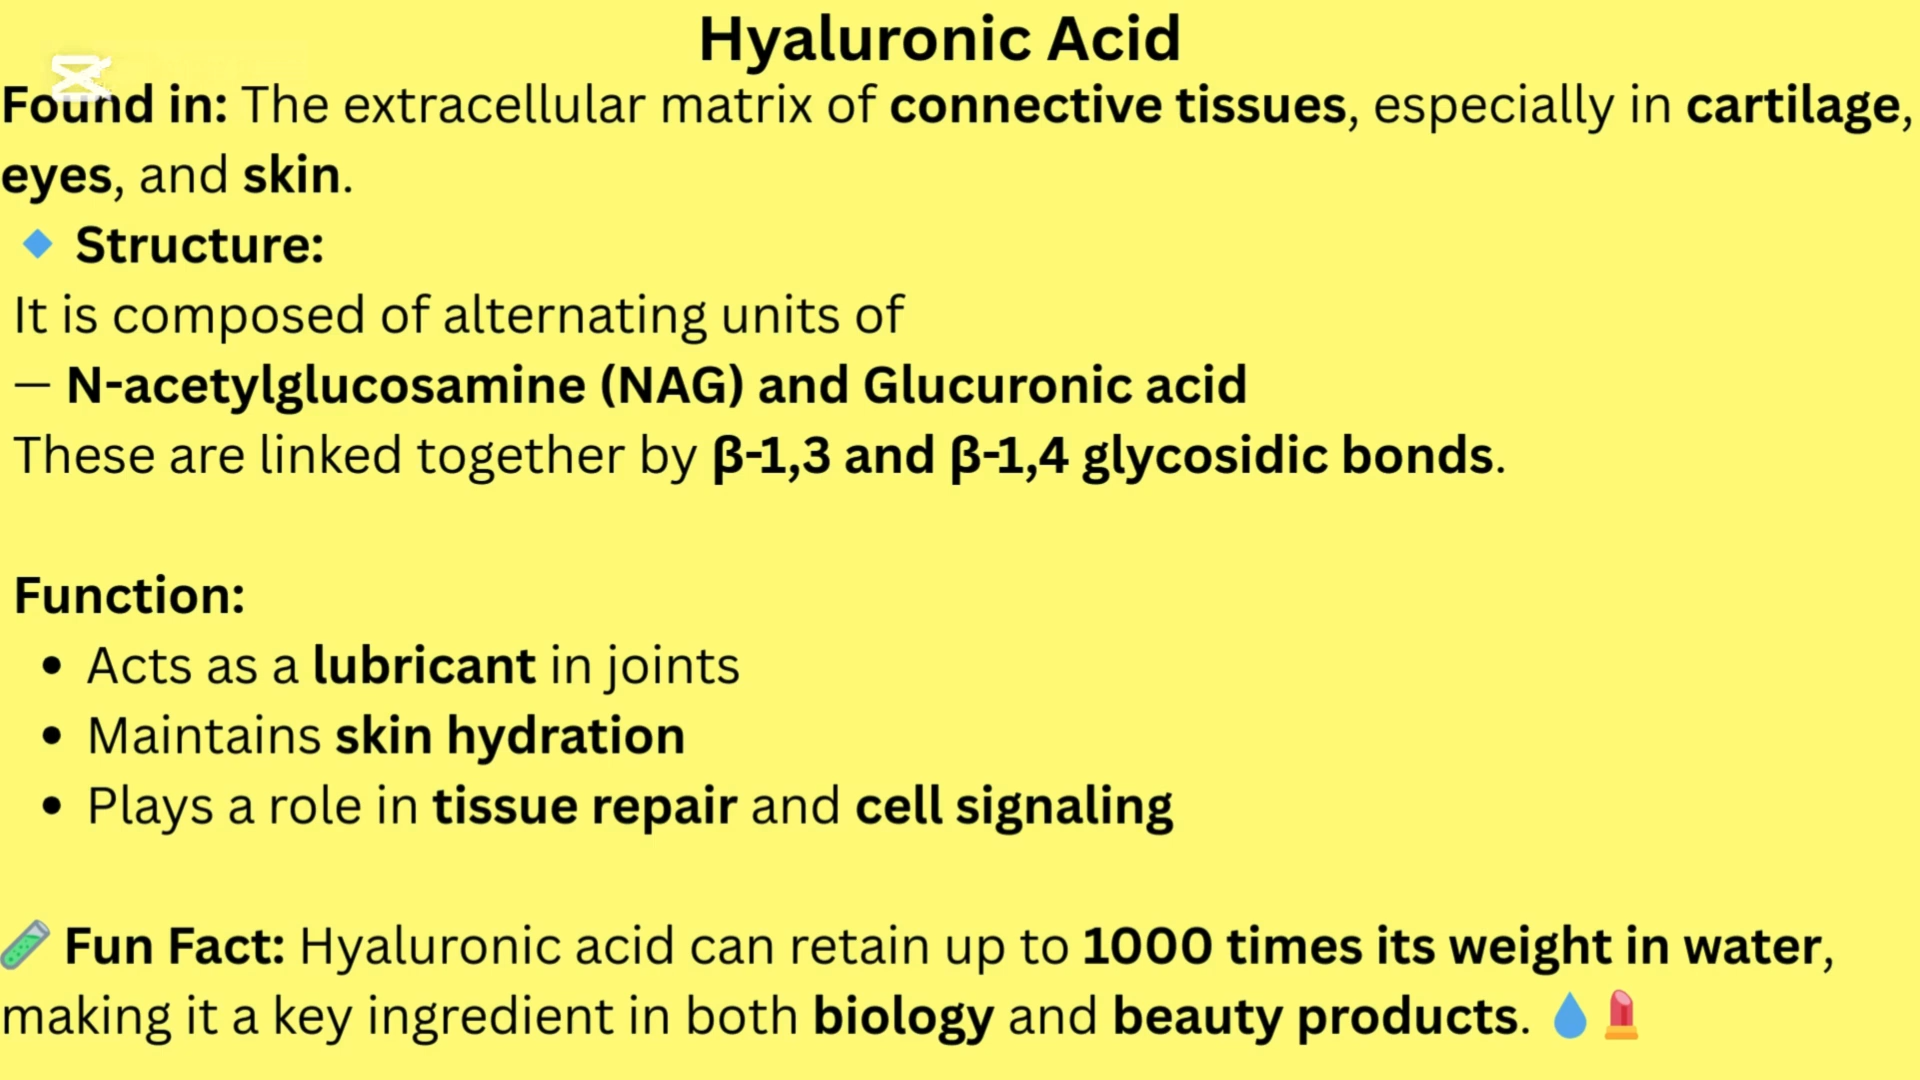 Hyaluronic Acid
Found in: The extracellular matrix of connective tissues, especially in cartilage,
eyes, and skin.
🔹 Structure:
It is composed of alternating units of
— N-acetylglucosamine (NAG) and Glucuronic acid
These are linked together by β-1,3 and β-1,4 glycosidic bonds.
Function:
• Acts as a lubricant in joints
• Maintains skin hydration
• Plays a role in tissue repair and cell signaling
🧪 Fun Fact: Hyaluronic acid can retain up to 1000 times its weight in water,
making it a key ingredient in both biology and beauty products. 💧💄